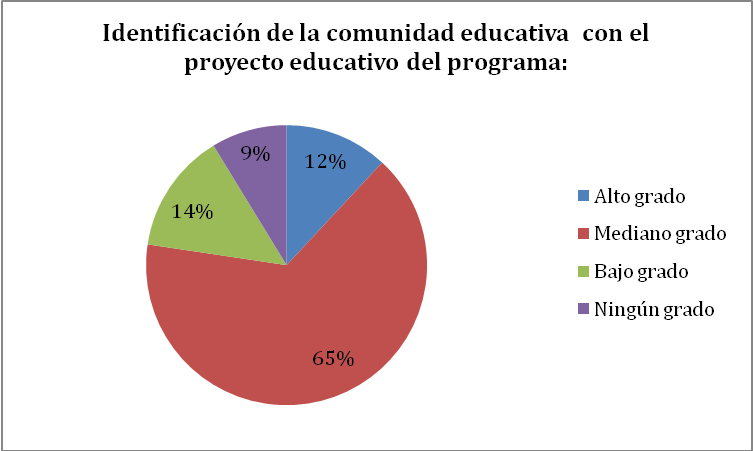 Identificación de la comunidad educativa  con el
proyecto educativo del programa:
9%
12%
14%
65%
Alto grado
Mediano grado
Bajo grado
Ningún grado